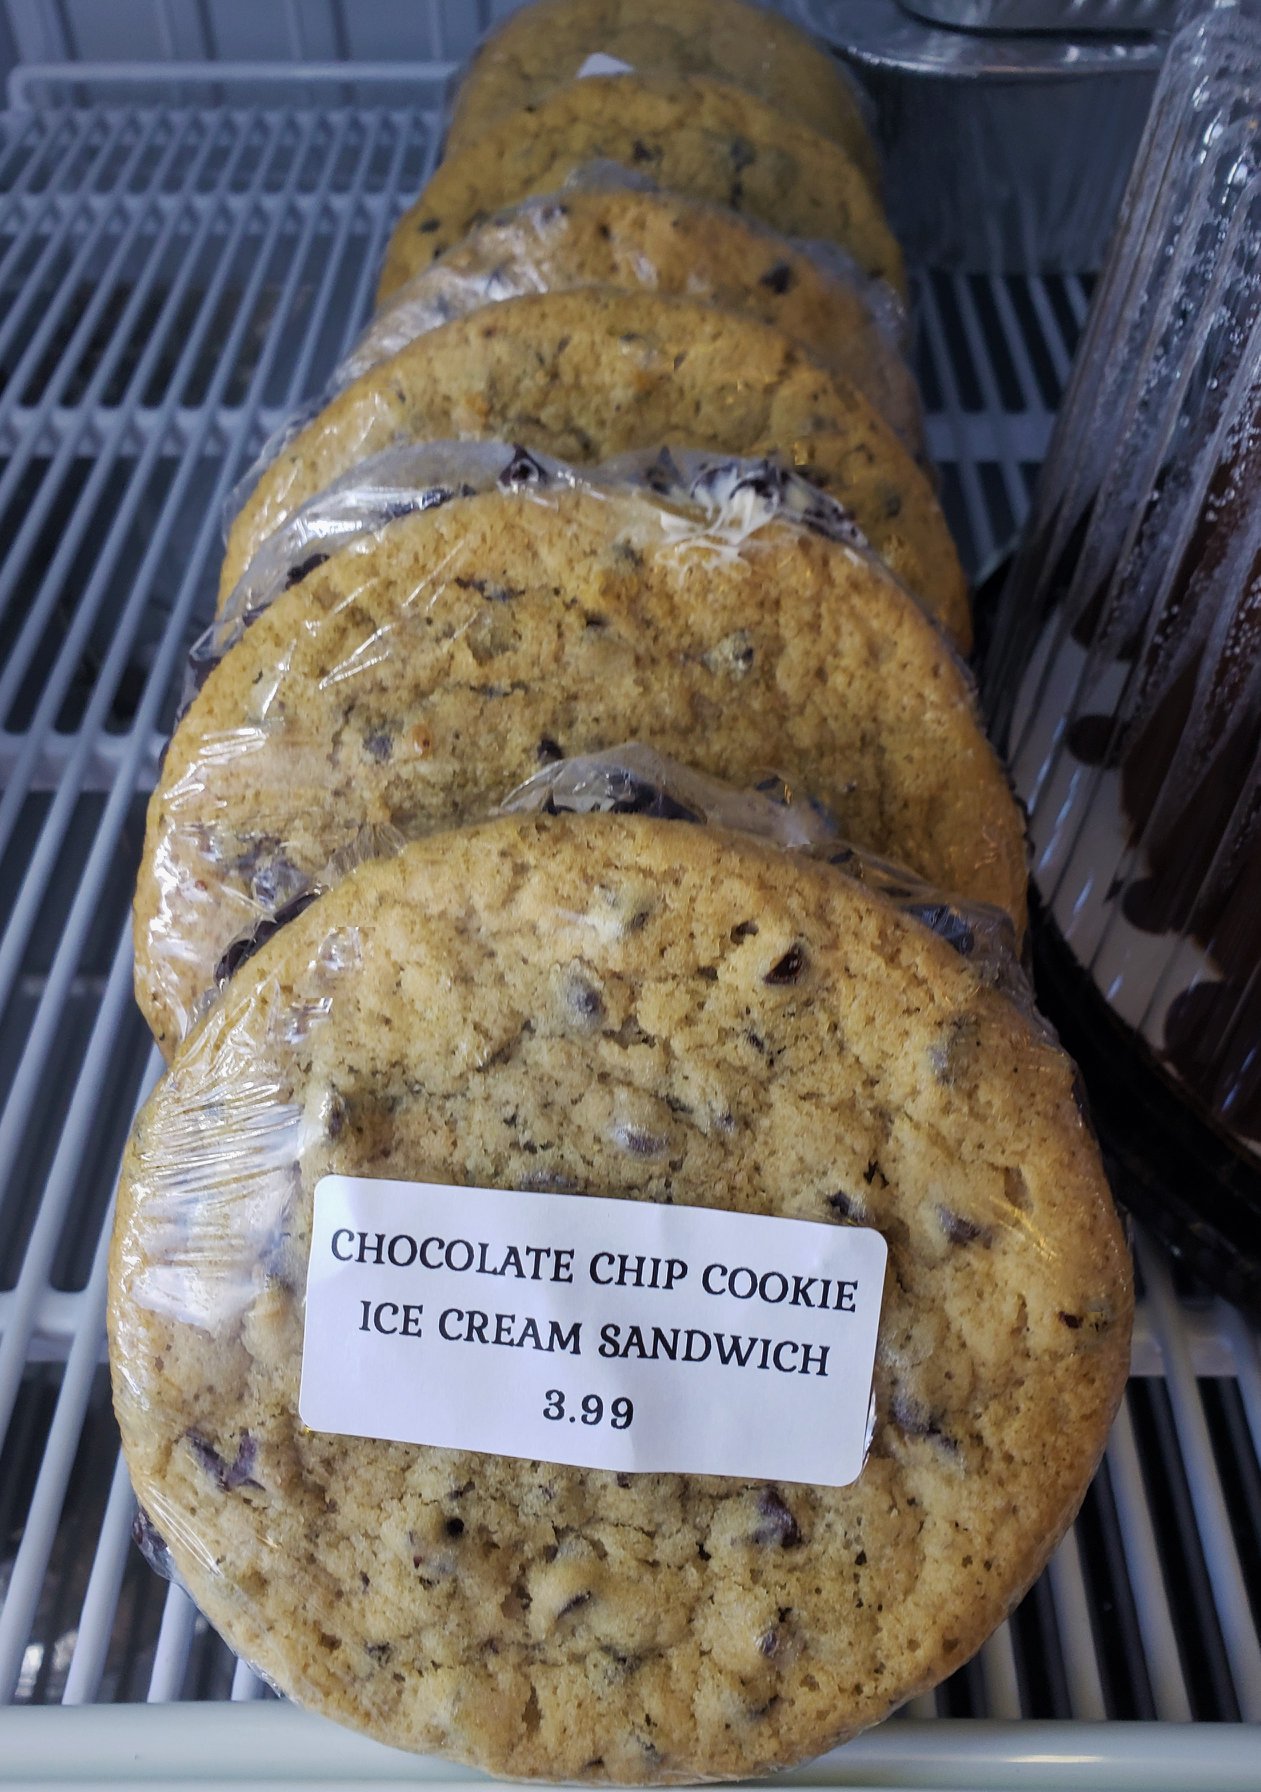 CHOCOLATE CHIP COOKIE
ICE CREAM SANDWICH
3.99